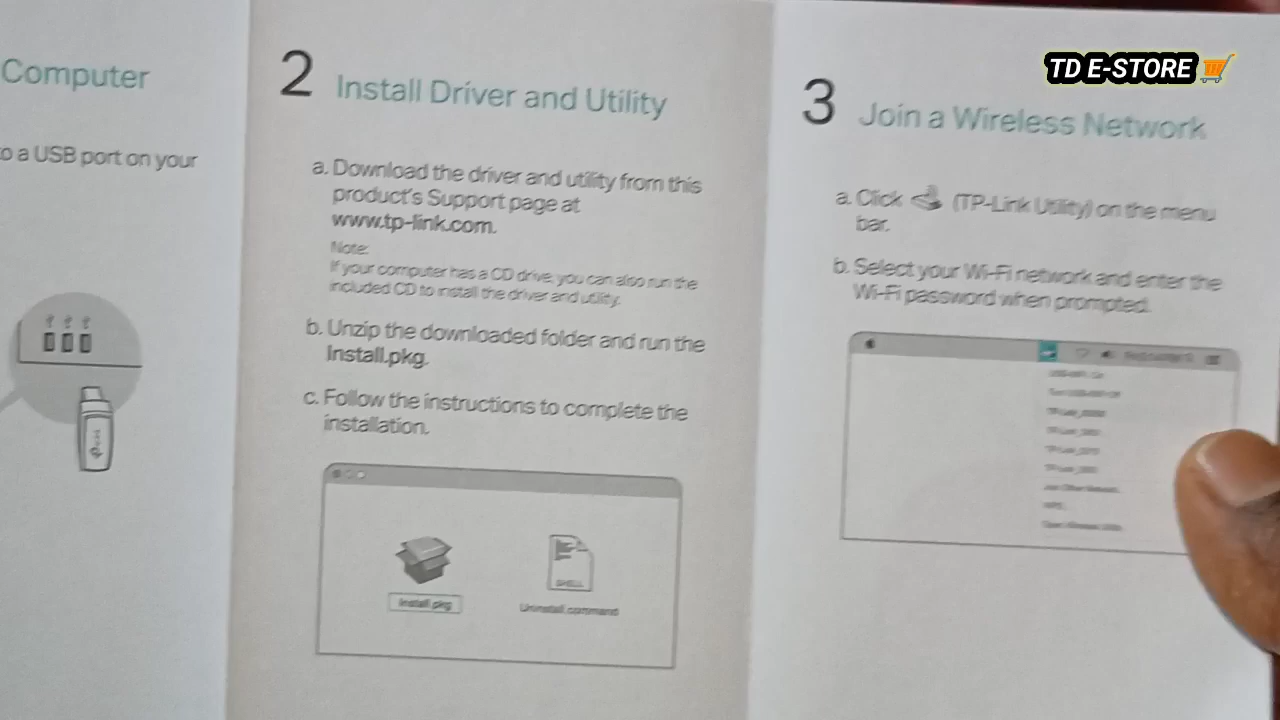 Computer
o a USB port on your
2 Install Driver and Utility
a. Download the driver and utility from this
product's Support page at
www.tp-link.com.
Note:
If your computer has a CD drive, you can also run the
included CD to install the driver and utility.
b. Unzip the downloaded folder and run the
Install.pkg.
c. Follow the instructions to complete the
installation.
Install.pkg
Uninstall.command
SHELL
TD E-STORE
3 Join a Wireless Network
a. Click (TP-Link Utility) on the menu
bar.
b. Select your Wi-Fi network and enter the
Wi-Fi password when prompted.